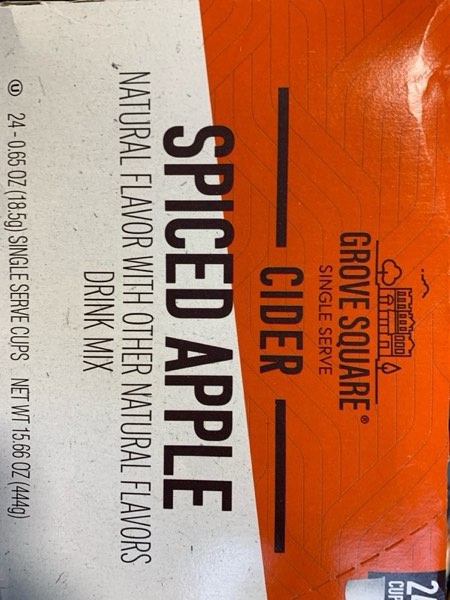 GROVE SQUARE®
SINGLE SERVE
CIDER
SPICED APPLE
NATURAL FLAVOR WITH OTHER NATURAL FLAVORS
DRINK MIX
Ⓤ 24 - 0.65 OZ (18.5g) SINGLE SERVE CUPS NET WT 15.66 OZ (444g)